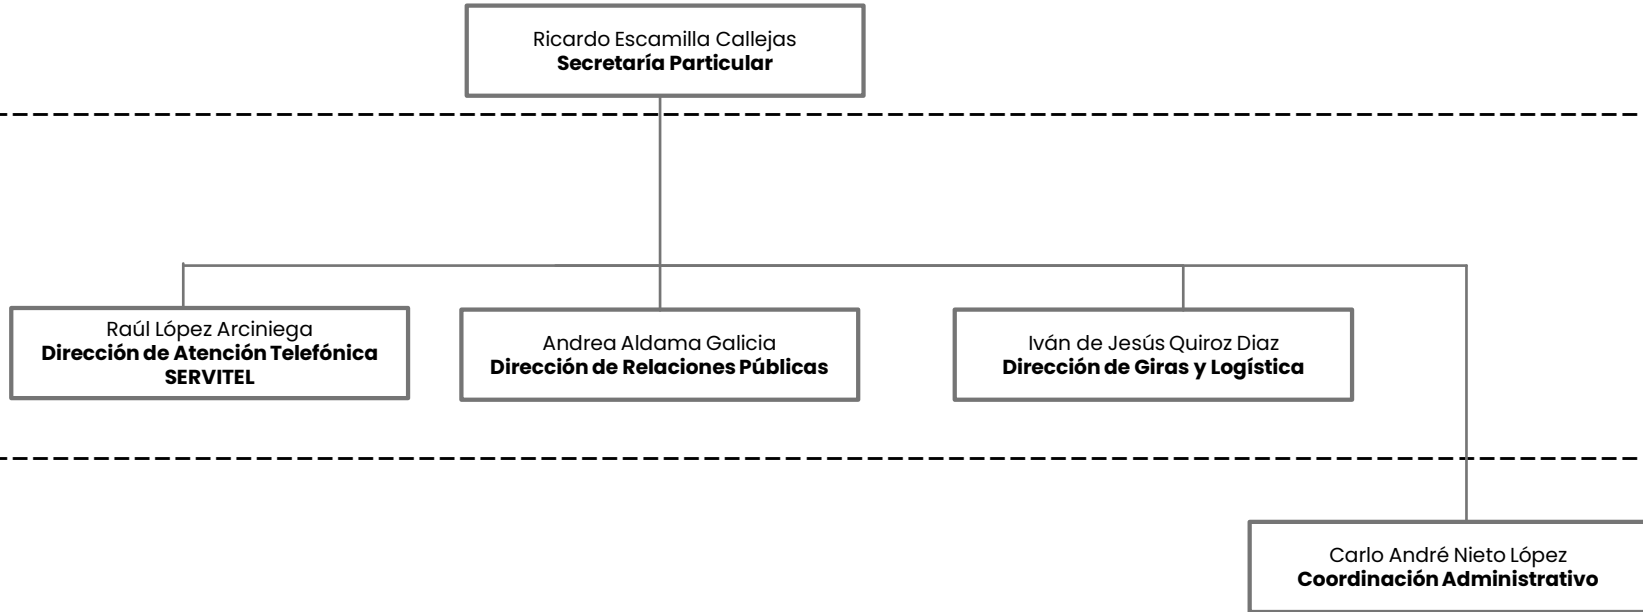 Ricardo Escamilla Callejas
Secretaría Particular
Raúl López Arciniega
Dirección de Atención Telefónica
SERVITEL
Andrea Aldama Galicia
Dirección de Relaciones Públicas
Iván de Jesús Quiroz Diaz
Dirección de Giras y Logística
Carlo André Nieto López
Coordinación Administrativo